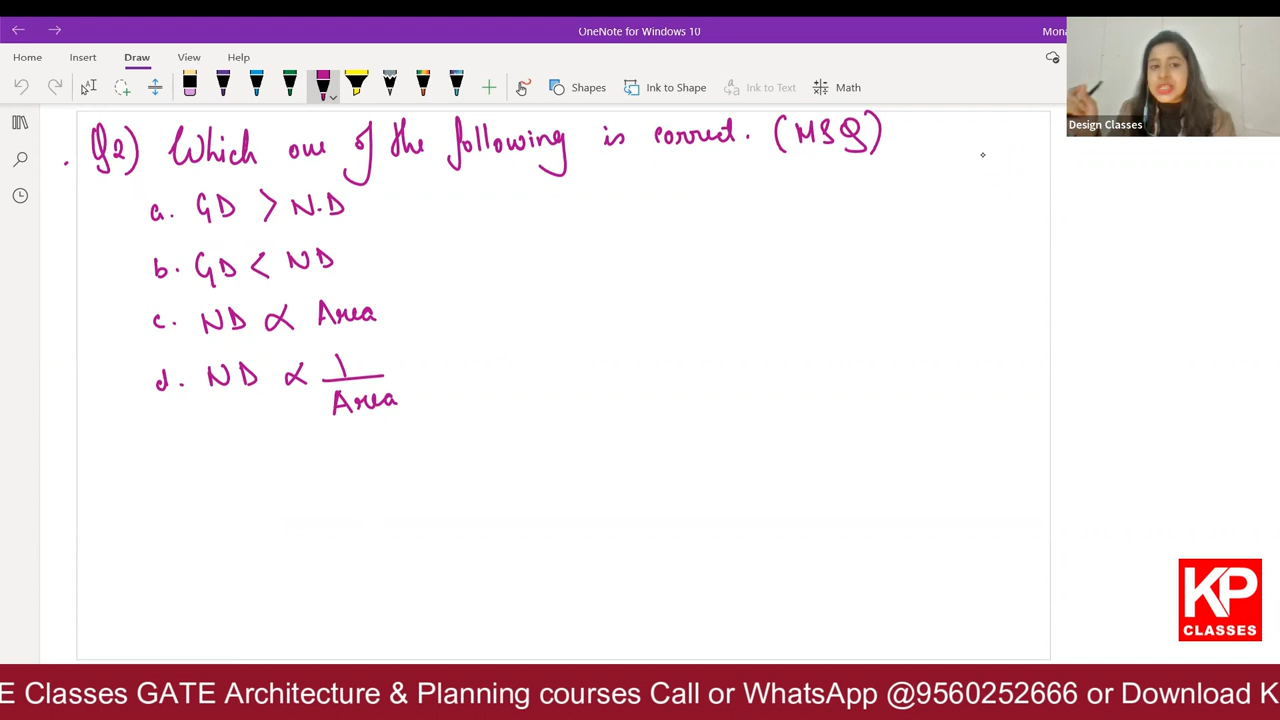 OneNote for Windows 10
Mona
Home Insert Draw View Help
Shapes Ink to Shape Ink to Text Math
Design Classes
Q2) Which one of the following is correct. (MSQ)
a. GD > N.D
b. GD < ND
c. ND ∝ Area
d. ND ∝ 1
Area
KP
CLASSES
E Classes GATE Architecture & Planning courses Call or WhatsApp @9560252666 or Download K